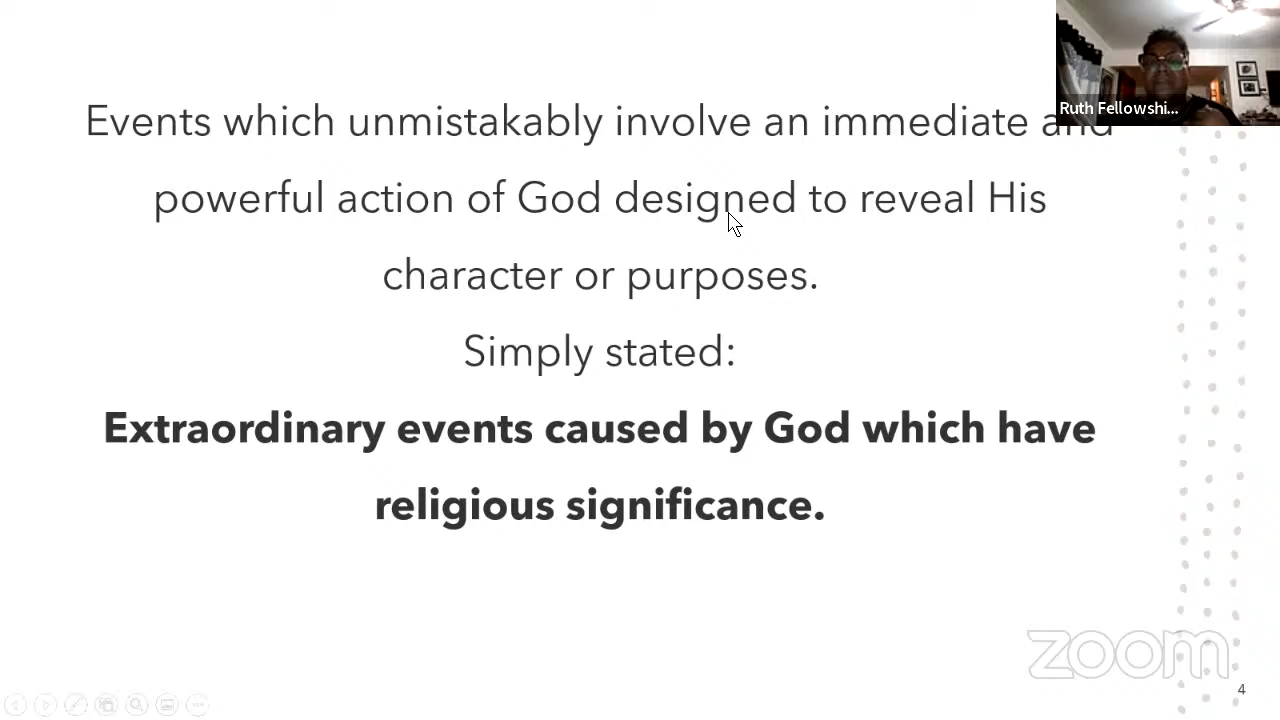 Events which unmistakably involve an immediate and
powerful action of God designed to reveal His
character or purposes.
Simply stated:
Extraordinary events caused by God which have
religious significance.
Ruth Fellowshi...
zoom
4